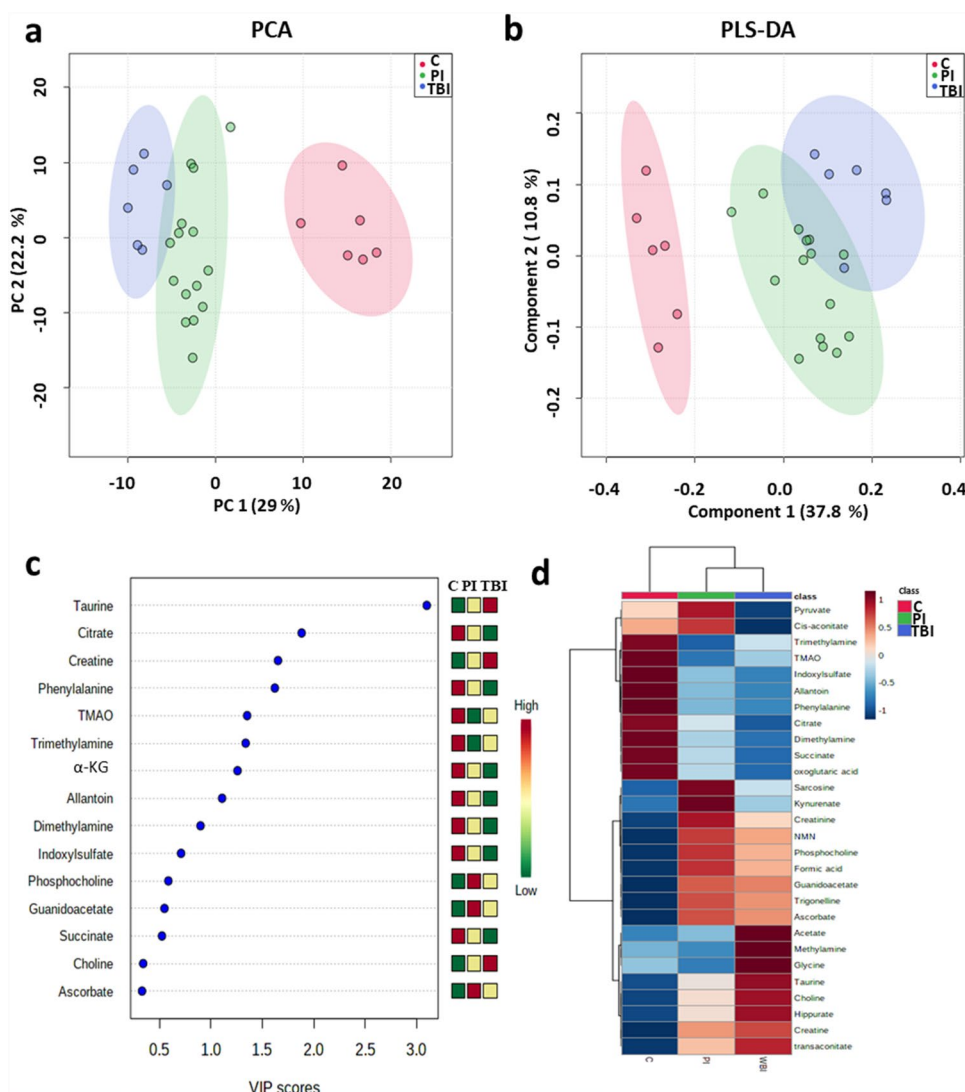 a
PCA
C
PI
TBI
20
10
0
-10
-20
PC 2 (22.2 %)
-10
0
10
20
PC 1 (29 %)
b
PLS-DA
C
PI
TBI
0.2
0.1
0.0
-0.1
-0.2
Component 2 (10.8 %)
-0.4
-0.2
0.0
0.2
0.4
Component 1 (37.8 %)
c
C PI TBI
Taurine
Citrate
Creatine
Phenylalanine
TMAO
Trimethylamine
α-KG
Allantoin
Dimethylamine
Indoxylsulfate
Phosphocholine
Guanidoacetate
Succinate
Choline
Ascorbate
High
Low
0.5 1.0 1.5 2.0 2.5 3.0
VIP scores
d
class
Pyruvate
Cis-aconitate
Trimethylamine
TMAO
Indoxylsulfate
Allantoin
Phenylalanine
Citrate
Dimethylamine
Succinate
oxoglutaric acid
Sarcosine
Kynurenate
Creatinine
NMN
Phosphocholine
Formic acid
Guanidoacetate
Trigonelline
Ascorbate
Acetate
Methylamine
Glycine
Taurine
Choline
Hippurate
Creatine
transaconitate
C
PI
WBI
1
0.5
0
-0.5
-1
class
C
PI
TBI